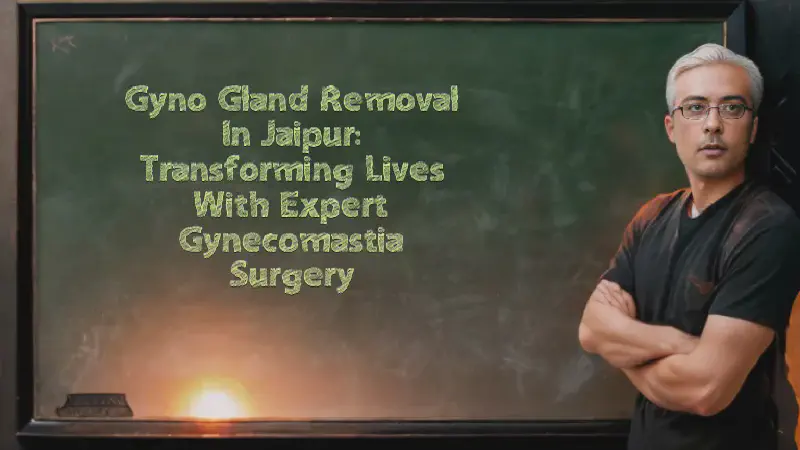 Gyno Gland Removal
In Jaipur:
Transforming Lives
With Expert
Gynecomastia
Surgery